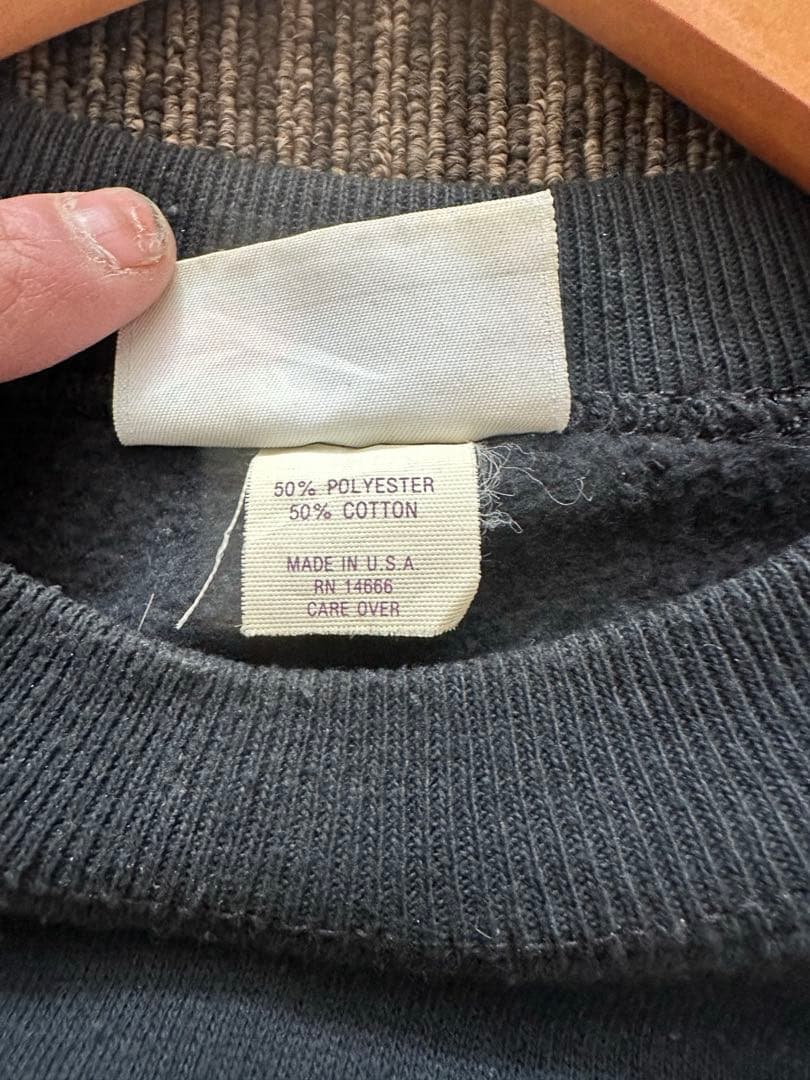 50% POLYESTER
50% COTTON
MADE IN U.S.A.
RN 14666
CARE OVER